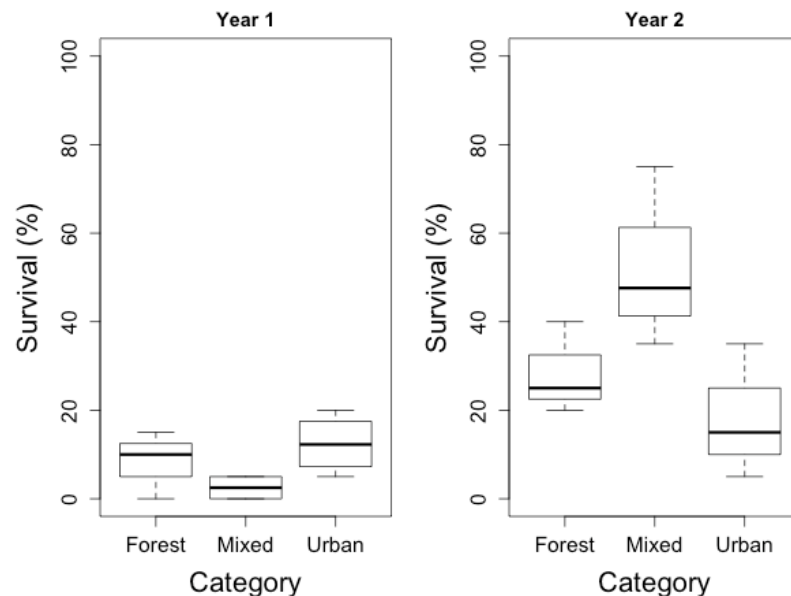 Year 1
Survival (%)
100
80
60
40
20
0
Forest Mixed Urban
Category
Year 2
Survival (%)
100
80
60
40
20
0
Forest Mixed Urban
Category